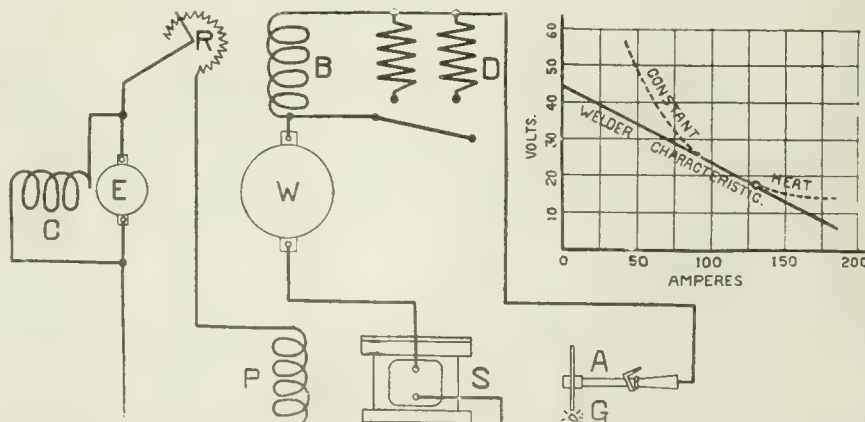 R
B
D
E
C
W
P
S
A
G
60
50
40
30
20
10
VOLTS.
CONSTANT
HEAT
WELDER
CHARACTERISTIC.
0
50
100
150
200
AMPERES